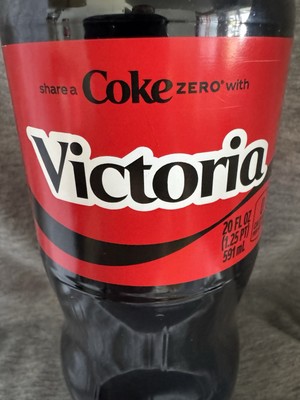 share a Coke ZERO® with
Victoria
20 FL OZ
(1.25 PT)
591 mL